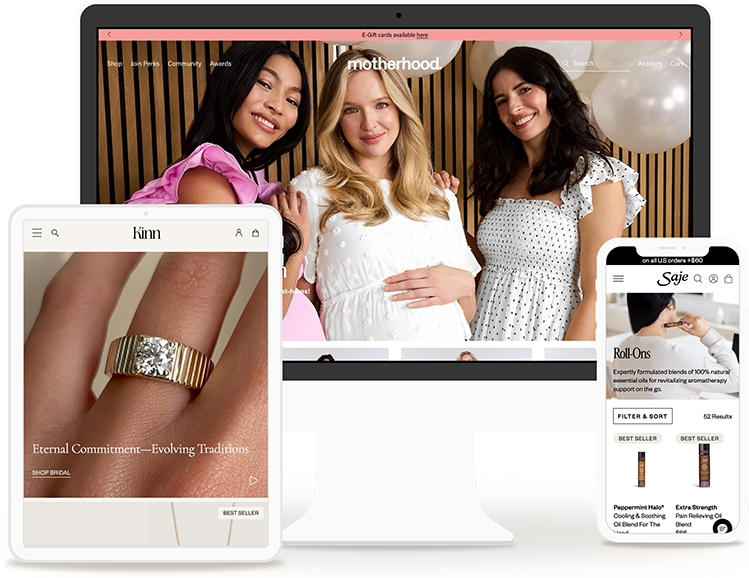 E-Gift cards available here
Shop Join Perks Community Awards
motherhood.
Search Account Cart
Kinn
Eternal Commitment—Evolving Traditions
SHOP BRIDAL
BEST SELLER
on all U.S orders +$60
Saje
Roll-Ons
Expertly formulated blends of 100% natural
essential oils for revitalizing aromatherapy
support on the go.
FILTER & SORT 52 Results
BEST SELLER BEST SELLER
Peppermint Halo®
Cooling & Soothing
Oil Blend For The
Extra Strength
Pain Relieving Oil
Blend